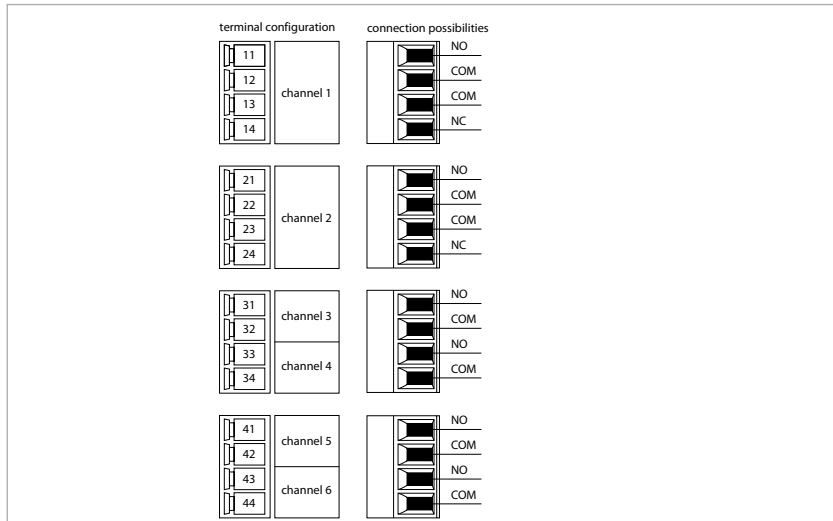 terminal configuration connection possibilities
11 NO
12 channel 1 COM
13 COM
14 NC
21 NO
22 channel 2 COM
23 COM
24 NC
31 channel 3 NO
32 COM
33 channel 4 NO
34 COM
41 channel 5 NO
42 COM
43 channel 6 NO
44 COM